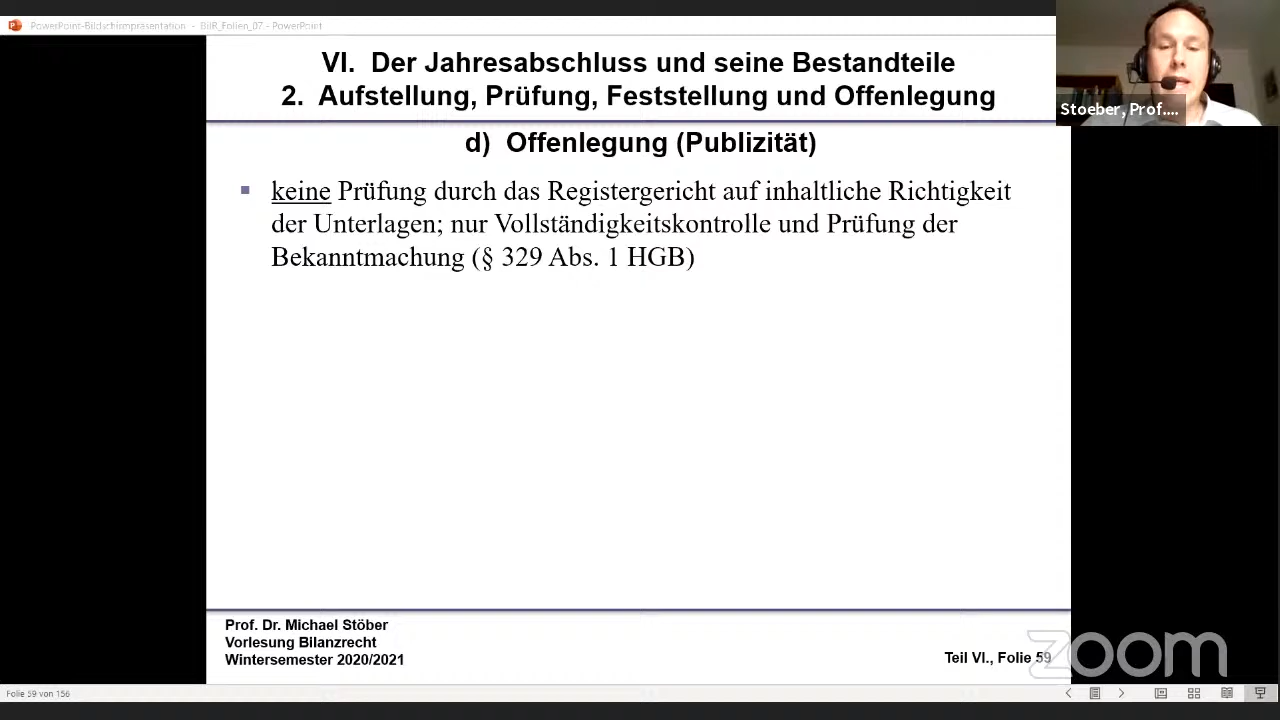 PowerPoint-Bildschirmpräsentation - BilR_Folien_07 - PowerPoint
VI. Der Jahresabschluss und seine Bestandteile
2. Aufstellung, Prüfung, Feststellung und Offenlegung
Stoeber, Prof....
d) Offenlegung (Publizität)
keine Prüfung durch das Registergericht auf inhaltliche Richtigkeit
der Unterlagen; nur Vollständigkeitskontrolle und Prüfung der
Bekanntmachung (§ 329 Abs. 1 HGB)
Prof. Dr. Michael Stöber
Vorlesung Bilanzrecht
Wintersemester 2020/2021
Teil VI., Folie 59
zoom
Folie 59 von 156